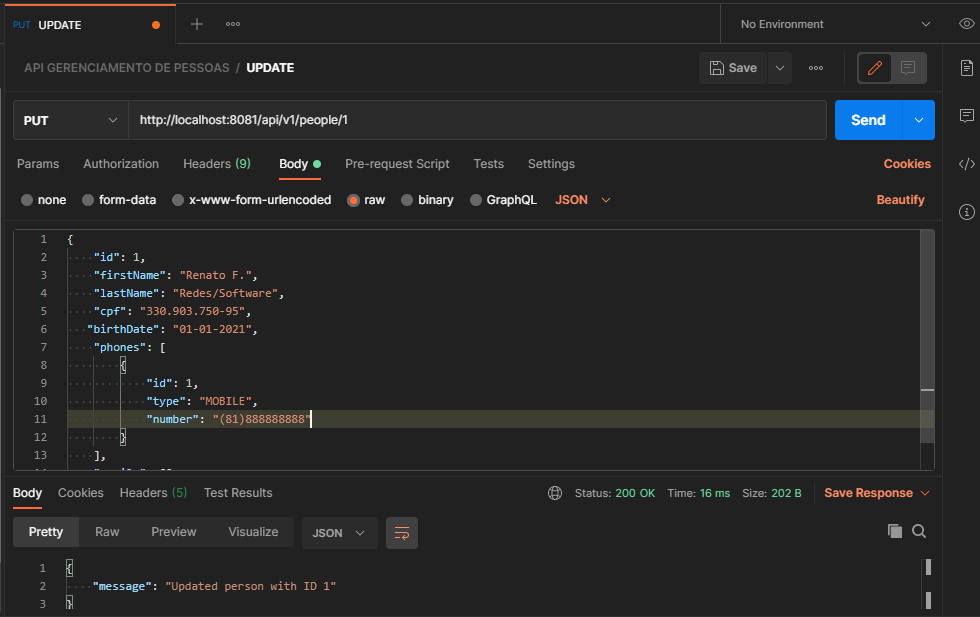 PUT UPDATE
No Environment
API GERENCIAMENTO DE PESSOAS / UPDATE
Save
PUT
http://localhost:8081/api/v1/people/1
Send
Params Authorization Headers (9) Body Pre-request Script Tests Settings Cookies
none form-data x-www-form-urlencoded raw binary GraphQL JSON Beautify
1 {
2 "id": 1,
3 "firstName": "Renato F.",
4 "lastName": "Redes/Software",
5 "cpf": "330.903.750-95",
6 "birthDate": "01-01-2021",
7 "phones": [
8 {
9 "id": 1,
10 "type": "MOBILE",
11 "number": "(81)888888888"
12 }
13 ],
Body Cookies Headers (5) Test Results Status: 200 OK Time: 16 ms Size: 202 B Save Response
Pretty Raw Preview Visualize JSON
1 {
2 "message": "Updated person with ID 1"
3 }